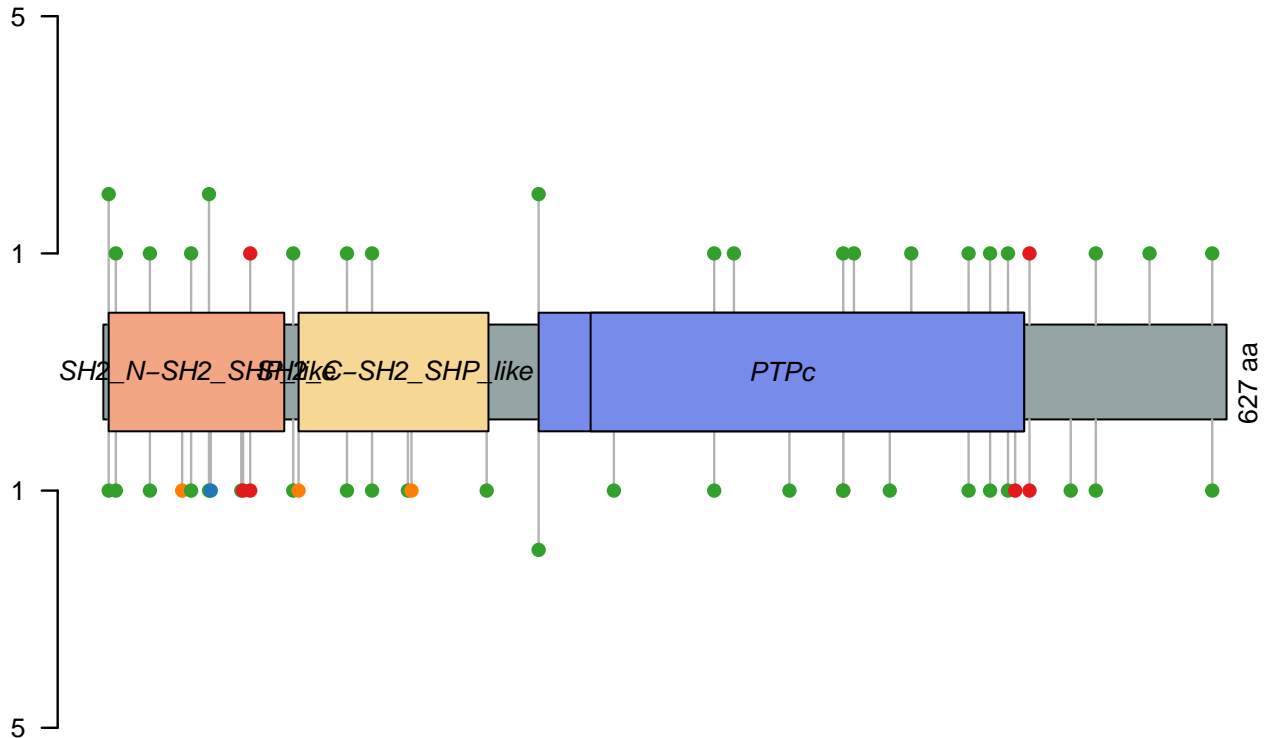 5
1
SH2_N–SH2_SHP_like
SH2_C–SH2_SHP_like
PTPc
627 aa
1
5